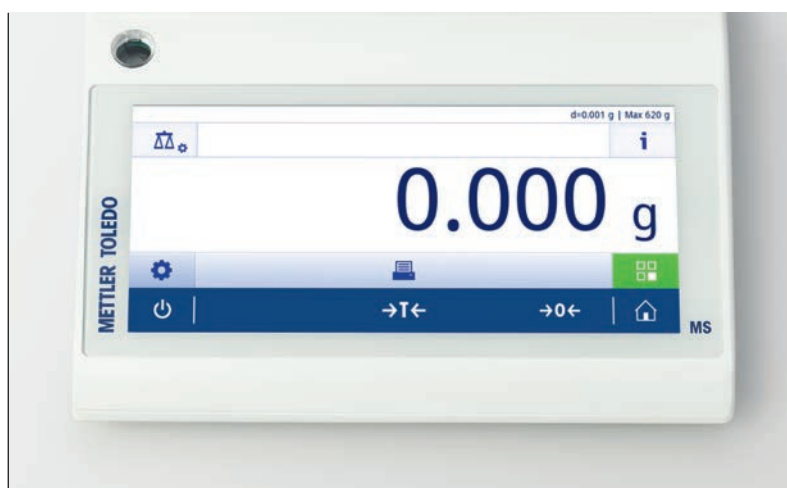 d=0.001 g | Max 620 g
i
0.000 g
METTLER TOLEDO
→T←
→0←
MS